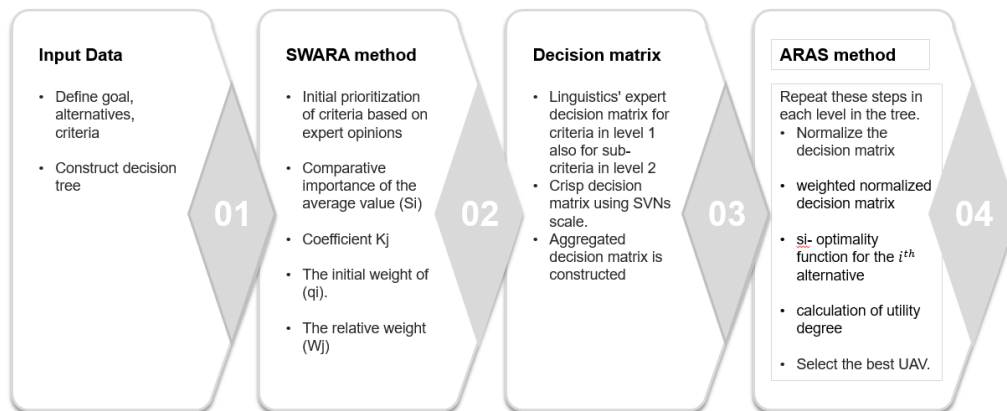 Input Data
• Define goal,
alternatives,
criteria
• Construct decision
tree
01
SWARA method
• Initial prioritization
of criteria based on
expert opinions
• Comparative
importance of the
average value (Si)
• Coefficient Kj
• The initial weight of
(qi).
• The relative weight
(Wj)
02
Decision matrix
• Linguistics' expert
decision matrix for
criteria in level 1
also for sub-
criteria in level 2
• Crisp decision
matrix using SVNs
scale.
• Aggregated
decision matrix is
constructed
03
ARAS method
Repeat these steps in
each level in the tree.
• Normalize the
decision matrix
• weighted normalized
decision matrix
• si- optimality
function for the i^th
alternative
• calculation of utility
degree
• Select the best UAV.
04